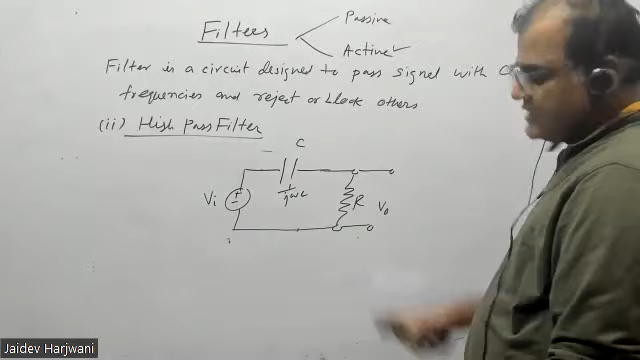 Filters
Passive
Active
Filter is a circuit designed to pass signal with
frequencies and reject or block others
(ii) High Pass Filter
C
1/jωc
Vi
+
-
R
Vo
Jaidev Harjwani